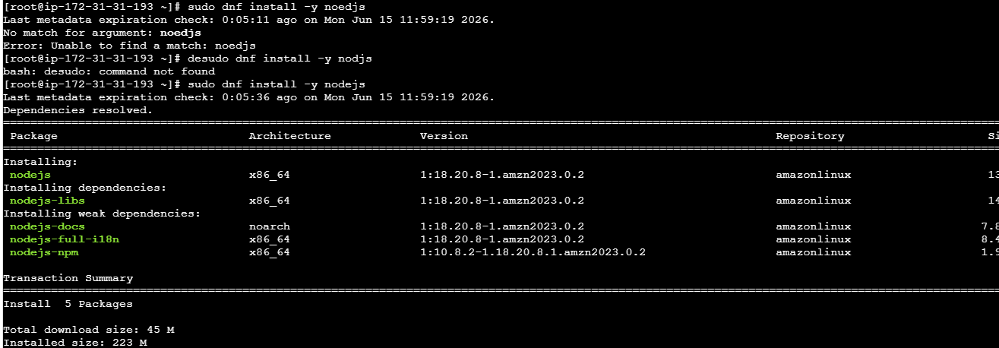 [root@ip-172-31-31-193 ~]# sudo dnf install -y noedjs
Last metadata expiration check: 0:05:11 ago on Mon Jun 15 11:59:19 2026.
No match for argument: noedjs
Error: Unable to find a match: noedjs
[root@ip-172-31-31-193 ~]# desudo dnf install -y nodjs
bash: desudo: command not found
[root@ip-172-31-31-193 ~]# sudo dnf install -y nodejs
Last metadata expiration check: 0:05:36 ago on Mon Jun 15 11:59:19 2026.
Dependencies resolved.
Package Architecture Version Repository Si
Installing:
nodejs x86_64 1:18.20.8-1.amzn2023.0.2 amazonlinux 13
Installing dependencies:
nodejs-libs x86_64 1:18.20.8-1.amzn2023.0.2 amazonlinux 14
Installing weak dependencies:
nodejs-docs noarch 1:18.20.8-1.amzn2023.0.2 amazonlinux 7.8
nodejs-full-i18n x86_64 1:18.20.8-1.amzn2023.0.2 amazonlinux 8.4
nodejs-npm x86_64 1:10.8.2-1.18.20.8.1.amzn2023.0.2 amazonlinux 1.9
Transaction Summary
Install 5 Packages
Total download size: 45 M
Installed size: 223 M